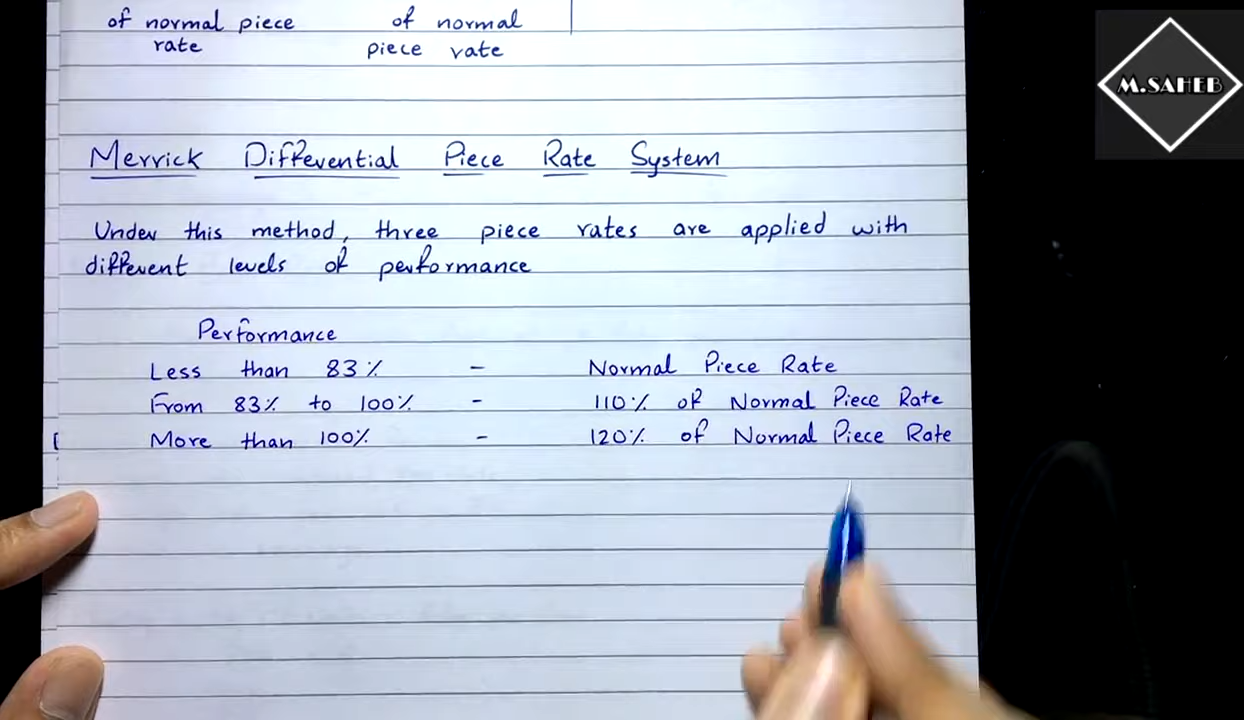 of normal piece of normal
rate piece rate
M.SAHEB
Merrick Differential Piece Rate System
Under this method, three piece rates are applied with
different levels of performance
Performance
Less than 83% - Normal Piece Rate
From 83% to 100% - 110% of Normal Piece Rate
More than 100% - 120% of Normal Piece Rate